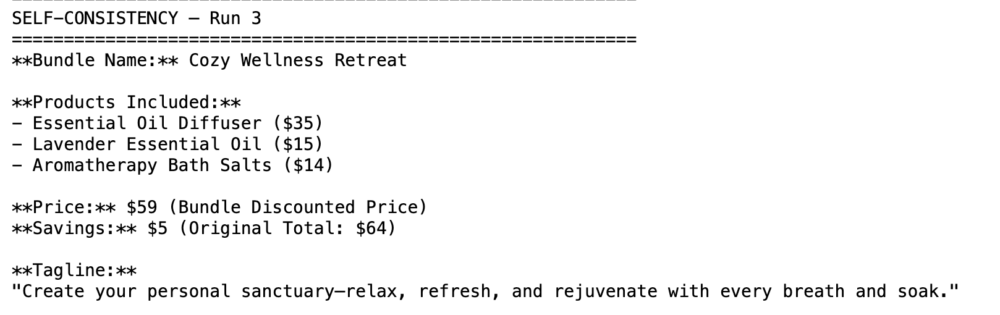 SELF-CONSISTENCY — Run 3
============================================================
**Bundle Name:** Cozy Wellness Retreat
**Products Included:**
- Essential Oil Diffuser ($35)
- Lavender Essential Oil ($15)
- Aromatherapy Bath Salts ($14)
**Price:** $59 (Bundle Discounted Price)
**Savings:** $5 (Original Total: $64)
**Tagline:**
"Create your personal sanctuary—relax, refresh, and rejuvenate with every breath and soak."